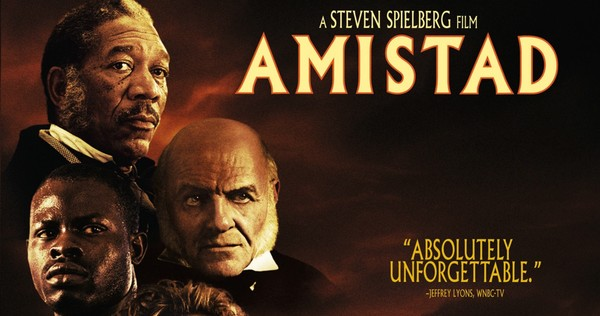 A STEVEN SPIELBERG FILM
AMISTAD
“ABSOLUTELY
UNFORGETTABLE.”
–JEFFREY LYONS, WNBC-TV